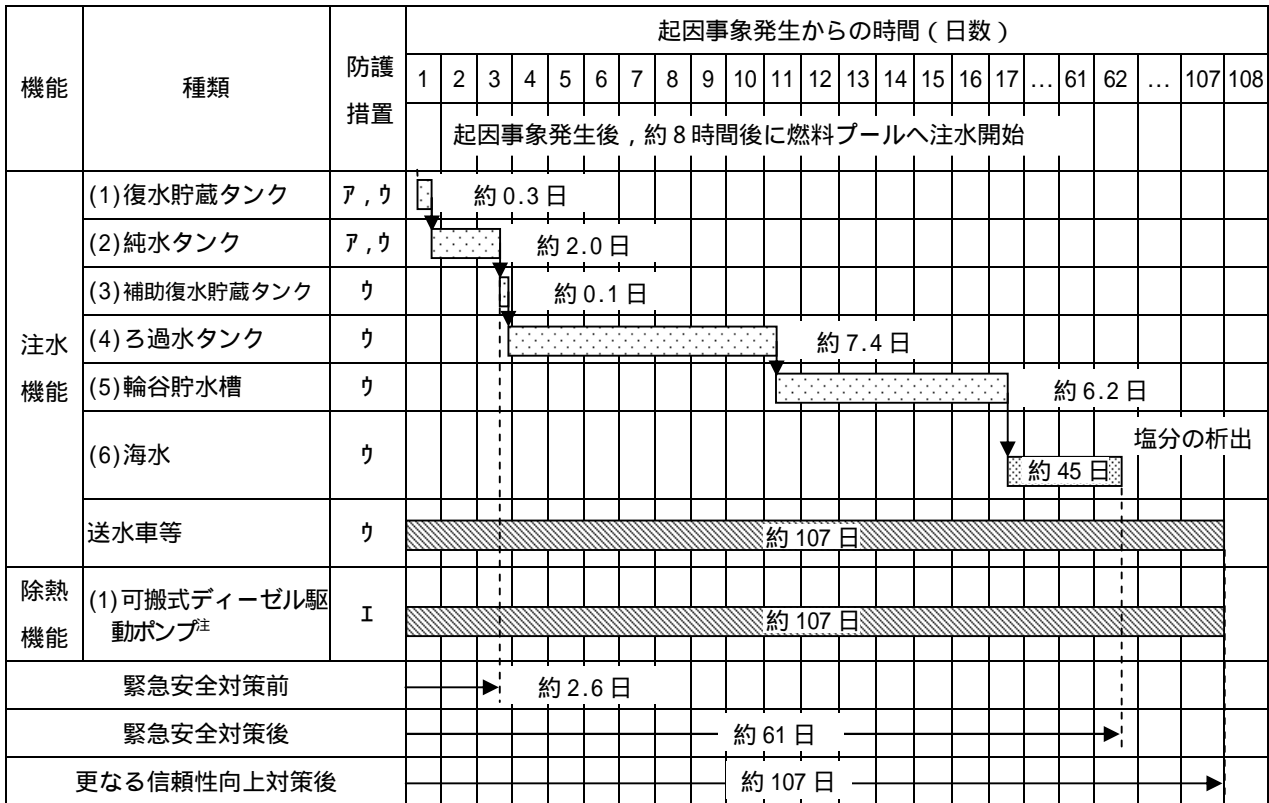 機能 種類 防護措置 起因事象発生からの時間(日数)
1 2 3 4 5 6 7 8 9 10 11 12 13 14 15 16 17 … 61 62 … 107 108
起因事象発生後,約8時間後に燃料プールへ注水開始
注水機能
(1)復水貯蔵タンク ア,ウ 約0.3日
(2)純水タンク ア,ウ 約2.0日
(3)補助復水貯蔵タンク ウ 約0.1日
(4)ろ過水タンク ウ 約7.4日
(5)輪谷貯水槽 ウ 約6.2日
(6)海水 ウ 約45日 塩分の析出
送水車等 ウ 約107日
除熱機能
(1)可搬式ディーゼル駆動ポンプ注 エ 約107日
緊急安全対策前 約2.6日
緊急安全対策後 約61日
更なる信頼性向上対策後 約107日